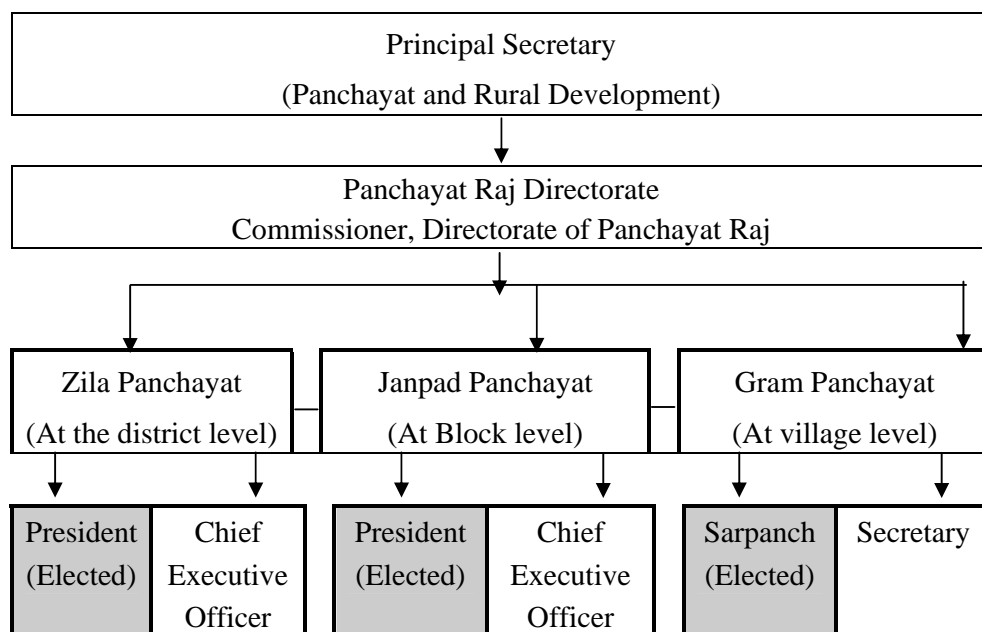 Principal Secretary
(Panchayat and Rural Development)
Panchayat Raj Directorate
Commissioner, Directorate of Panchayat Raj
Zila Panchayat
(At the district level)
Janpad Panchayat
(At Block level)
Gram Panchayat
(At village level)
President
(Elected)
Chief
Executive
Officer
President
(Elected)
Chief
Executive
Officer
Sarpanch
(Elected)
Secretary